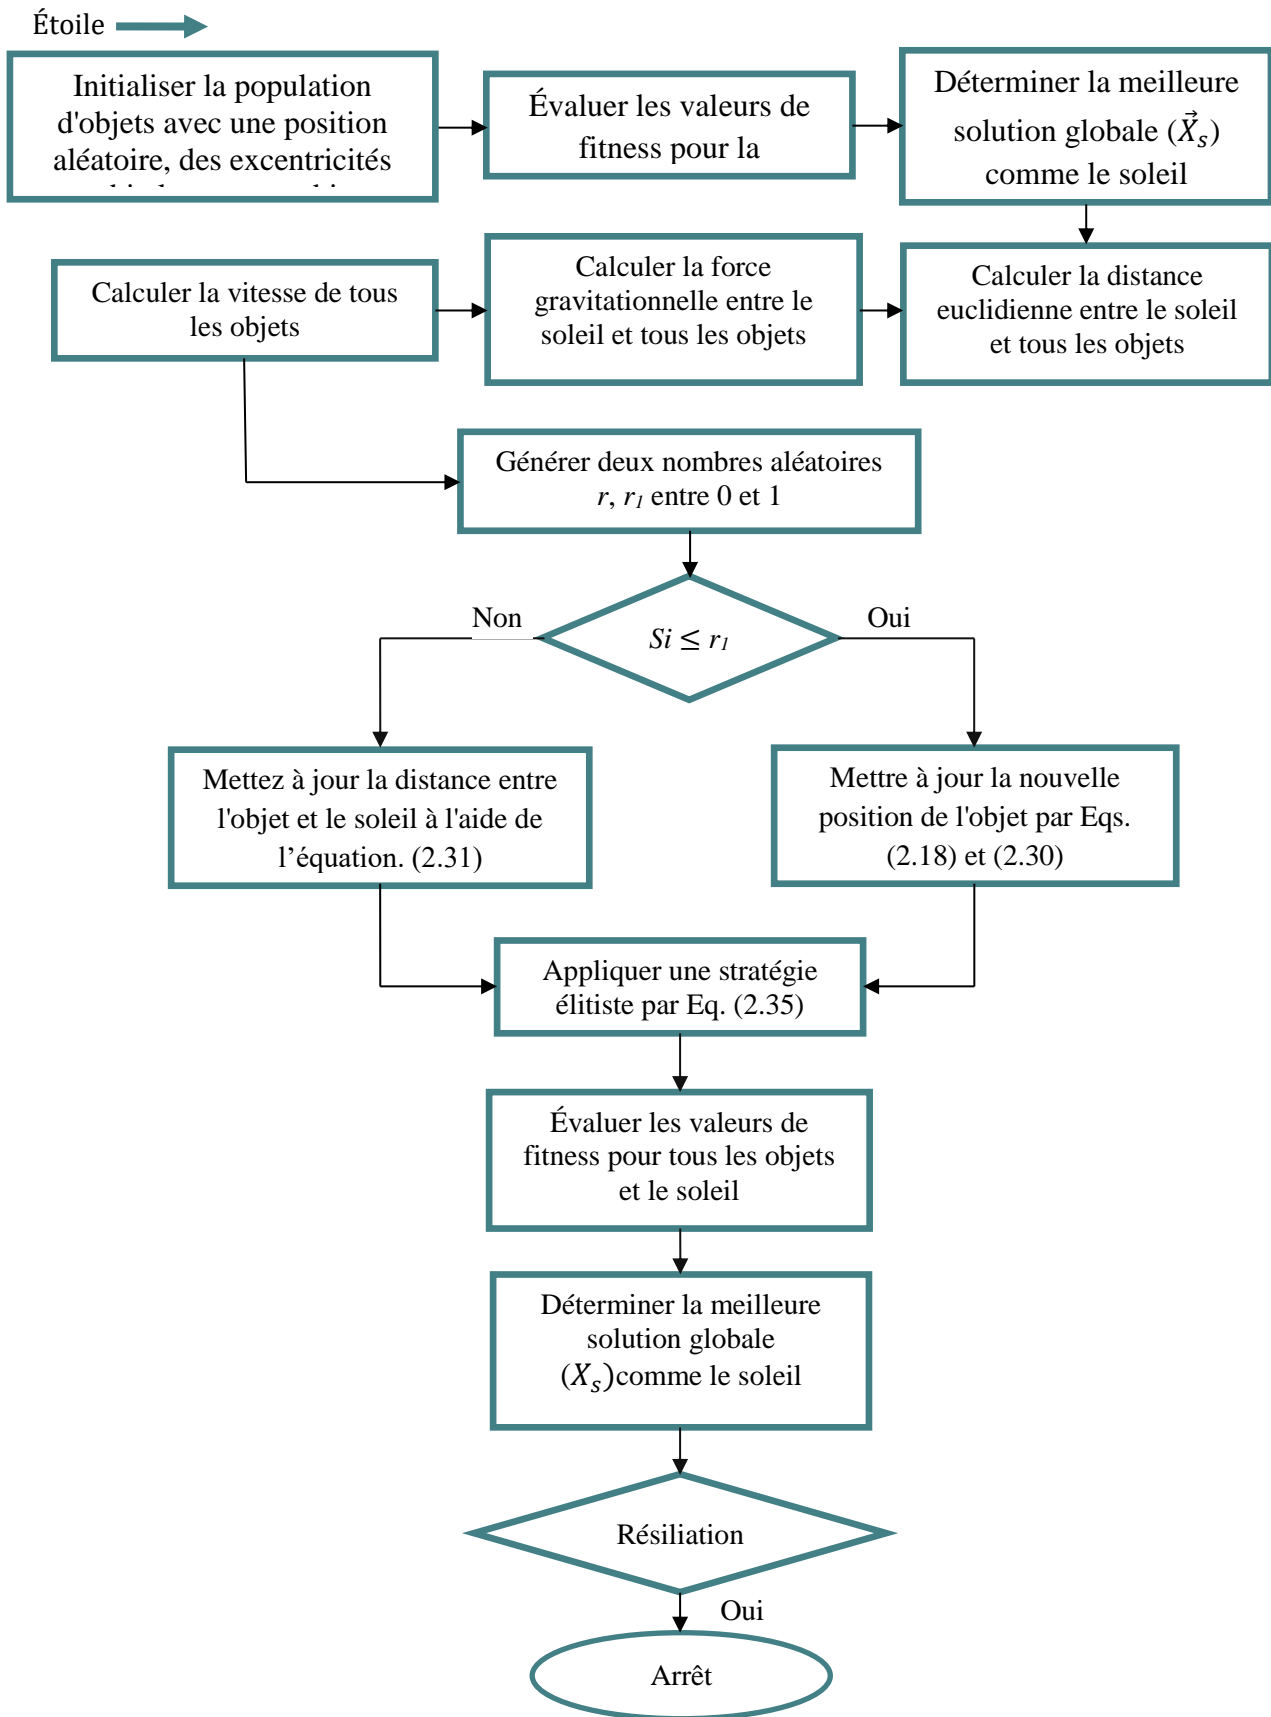 Étoile
Initialiser la population
d'objets avec une position
aléatoire, des excentricités
Évaluer les valeurs de
fitness pour la
Déterminer la meilleure
solution globale (X⃗ₛ)
comme le soleil
Calculer la vitesse de tous
les objets
Calculer la force
gravitationnelle entre le
soleil et tous les objets
Calculer la distance
euclidienne entre le soleil
et tous les objets
Générer deux nombres aléatoires
r, r₁ entre 0 et 1
Non
Si ≤ r₁
Oui
Mettez à jour la distance entre
l'objet et le soleil à l'aide de
l’équation. (2.31)
Mettre à jour la nouvelle
position de l'objet par Eqs.
(2.18) et (2.30)
Appliquer une stratégie
élitiste par Eq. (2.35)
Évaluer les valeurs de
fitness pour tous les objets
et le soleil
Déterminer la meilleure
solution globale
(Xₛ)comme le soleil
Résiliation
Oui
Arrêt